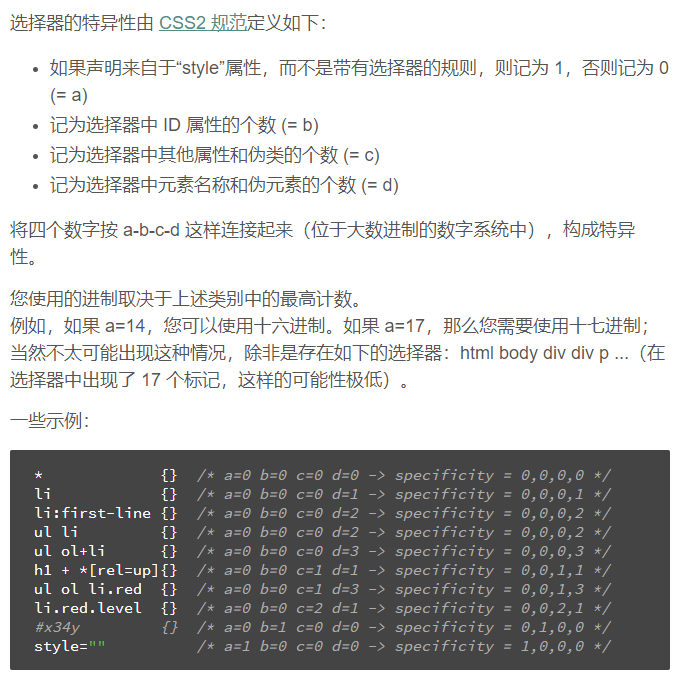 选择器的特异性由 CSS2 规范定义如下：
• 如果声明来自于“style”属性，而不是带有选择器的规则，则记为 1，否则记为 0
(= a)
• 记为选择器中 ID 属性的个数 (= b)
• 记为选择器中其他属性和伪类的个数 (= c)
• 记为选择器中元素名称和伪元素的个数 (= d)
将四个数字按 a-b-c-d 这样连接起来（位于大数进制的数字系统中），构成特异
性。
您使用的进制取决于上述类别中的最高计数。
例如，如果 a=14，您可以使用十六进制。如果 a=17，那么您需要使用十七进制；
当然不太可能出现这种情况，除非是存在如下的选择器：html body div div p ...（在
选择器中出现了 17 个标记，这样的可能性极低）。
一些示例：
*             {}  /* a=0 b=0 c=0 d=0 -> specificity = 0,0,0,0 */
li            {}  /* a=0 b=0 c=0 d=1 -> specificity = 0,0,0,1 */
li:first-line {}  /* a=0 b=0 c=0 d=2 -> specificity = 0,0,0,2 */
ul li         {}  /* a=0 b=0 c=0 d=2 -> specificity = 0,0,0,2 */
ul ol+li      {}  /* a=0 b=0 c=0 d=3 -> specificity = 0,0,0,3 */
h1 + *[rel=up]{}  /* a=0 b=0 c=1 d=1 -> specificity = 0,0,1,1 */
ul ol li.red  {}  /* a=0 b=0 c=1 d=3 -> specificity = 0,0,1,3 */
li.red.level  {}  /* a=0 b=0 c=2 d=1 -> specificity = 0,0,2,1 */
#x34y         {}  /* a=0 b=1 c=0 d=0 -> specificity = 0,1,0,0 */
style=""          /* a=1 b=0 c=0 d=0 -> specificity = 1,0,0,0 */